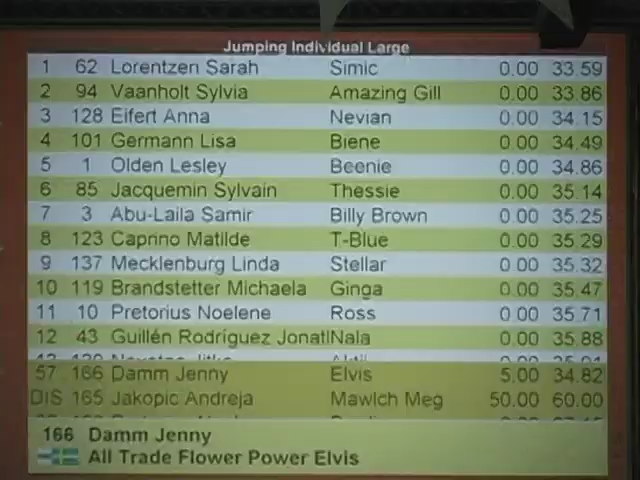 Jumping Individual Large
1 62 Lorentzen Sarah Simic 0.00 33.59
2 94 Vaanholt Sylvia Amazing Gill 0.00 33.86
3 128 Eifert Anna Nevian 0.00 34.15
4 101 Germann Lisa Biene 0.00 34.49
5 1 Olden Lesley Beenie 0.00 34.86
6 85 Jacquemin Sylvain Thessie 0.00 35.14
7 3 Abu-Laila Samir Billy Brown 0.00 35.25
8 123 Caprino Matilde T-Blue 0.00 35.29
9 137 Mecklenburg Linda Stellar 0.00 35.32
10 119 Brandstetter Michaela Ginga 0.00 35.47
11 10 Pretorius Noelene Ross 0.00 35.71
12 43 Guillén Rodríguez Jonatl Nala 0.00 35.88
57 166 Damm Jenny Elvis 5.00 34.82
DIS 165 Jakopic Andreja Mawlch Meg 50.00 60.00
166 Damm Jenny
All Trade Flower Power Elvis